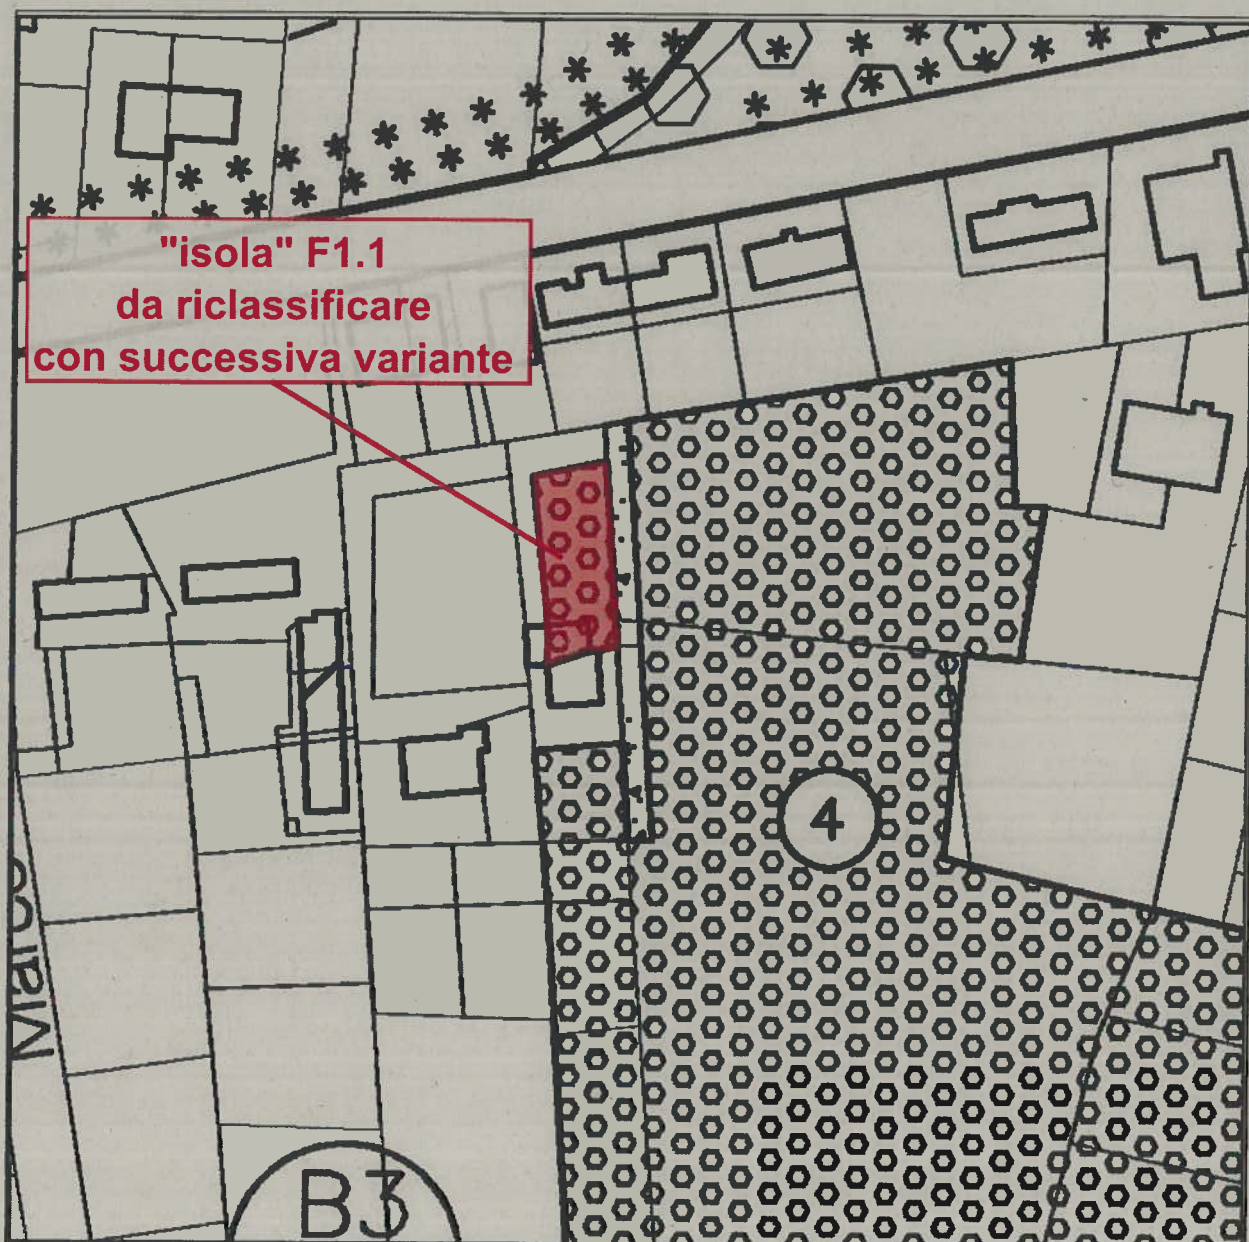 "isola" F1.1
da riclassificare
con successiva variante
4
B3